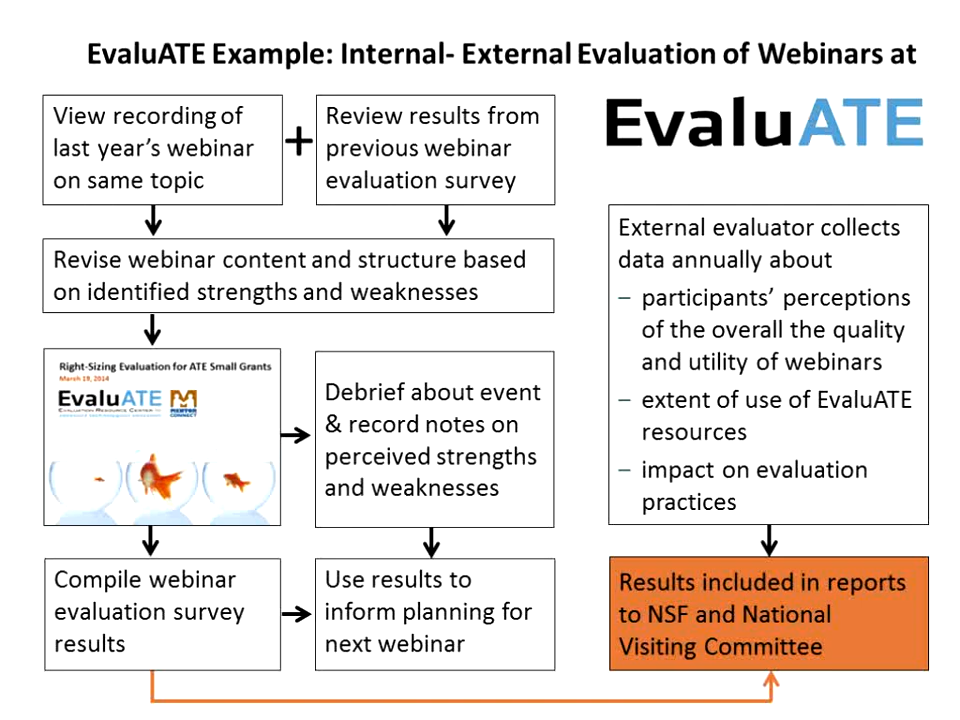 EvaluATE Example: Internal- External Evaluation of Webinars at
EvaluATE
View recording of
last year's webinar
on same topic
+
Review results from
previous webinar
evaluation survey
Revise webinar content and structure based
on identified strengths and weaknesses
Right-Sizing Evaluation for ATE Small Grants
March 19, 2014
EvaluATE
MENTOR
CONNECT
Debrief about event
& record notes on
perceived strengths
and weaknesses
Compile webinar
evaluation survey
results
Use results to
inform planning for
next webinar
External evaluator collects
data annually about
– participants' perceptions
of the overall the quality
and utility of webinars
– extent of use of EvaluATE
resources
– impact on evaluation
practices
Results included in reports
to NSF and National
Visiting Committee